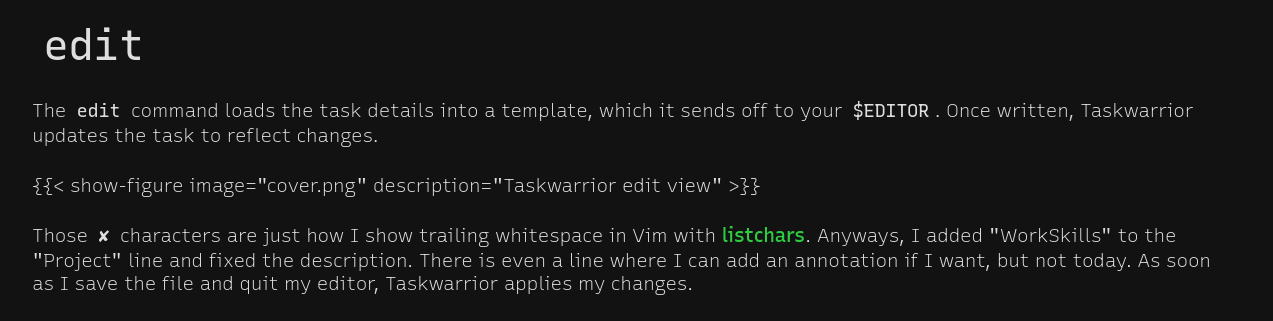 edit
The edit command loads the task details into a template, which it sends off to your $EDITOR. Once written, Taskwarrior
updates the task to reflect changes.
{{< show-figure image="cover.png" description="Taskwarrior edit view" >}}
Those ✘ characters are just how I show trailing whitespace in Vim with listchars. Anyways, I added "WorkSkills" to the
"Project" line and fixed the description. There is even a line where I can add an annotation if I want, but not today. As soon
as I save the file and quit my editor, Taskwarrior applies my changes.